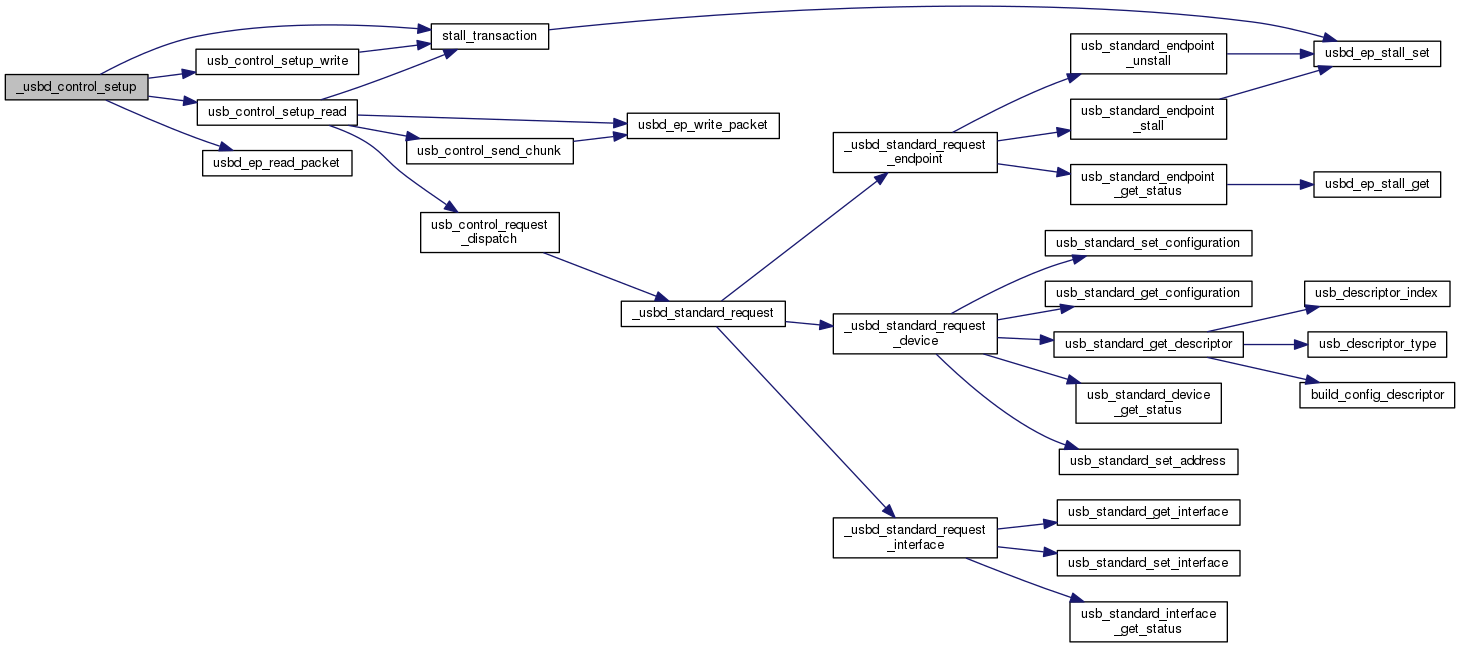 _usbd_control_setup
stall_transaction
usb_control_setup_write
usb_control_setup_read
usbd_ep_read_packet
usbd_ep_write_packet
usb_control_send_chunk
usb_control_request
_dispatch
_usbd_standard_request
_usbd_standard_request
_endpoint
_usbd_standard_request
_device
_usbd_standard_request
_interface
usb_standard_endpoint
_unstall
usb_standard_endpoint
_stall
usb_standard_endpoint
_get_status
usb_standard_set_configuration
usb_standard_get_configuration
usb_standard_get_descriptor
usb_standard_device
_get_status
usb_standard_set_address
usb_standard_get_interface
usb_standard_set_interface
usb_standard_interface
_get_status
usbd_ep_stall_set
usbd_ep_stall_get
usb_descriptor_index
usb_descriptor_type
build_config_descriptor